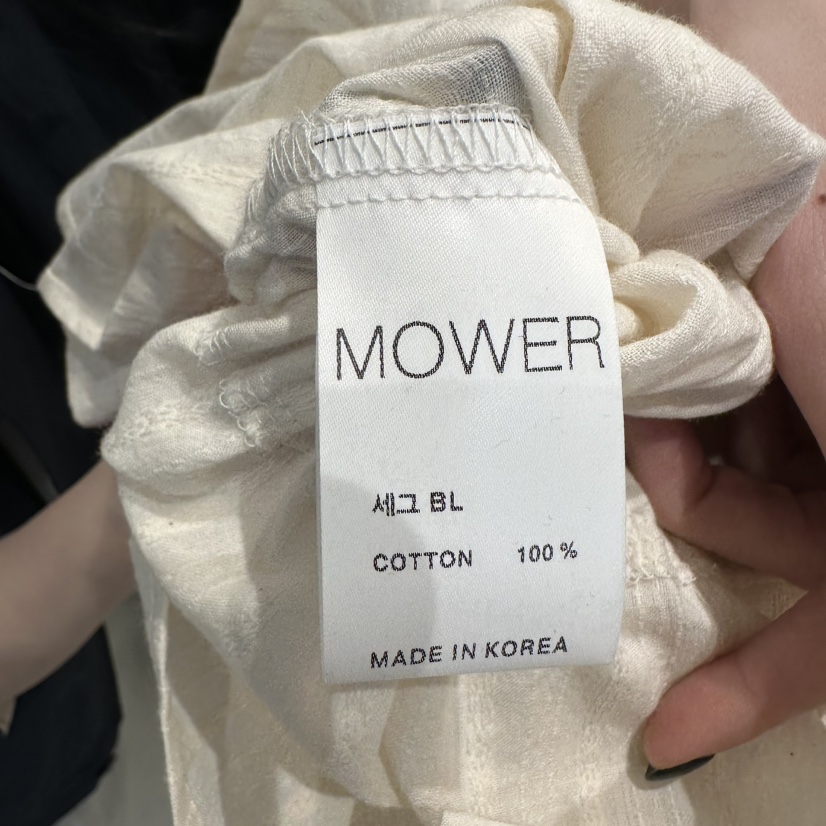 MOWER
세그 BL
COTTON 100%
MADE IN KOREA